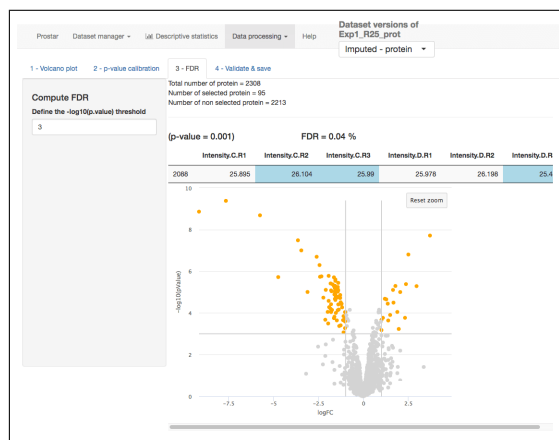 Prostar Dataset manager Descriptive statistics Data processing Help
Dataset versions of
Exp1_R25_prot
Imputed - protein
1 - Volcano plot 2 - p-value calibration 3 - FDR 4 - Validate & save
Compute FDR
Define the -log10(p.value) threshold
3
Total number of protein = 2308
Number of selected protein = 95
Number of non selected protein = 2213
(p-value = 0.001) FDR = 0.04 %
Intensity.C.R1 Intensity.C.R2 Intensity.C.R3 Intensity.D.R1 Intensity.D.R2 Intensity.D.R
2088 25.895 26.104 25.99 25.978 26.198 25.4
Reset zoom
-log10(pValue)
10
8
6
4
2
0
-7.5 -5 -2.5 0 2.5
logFC